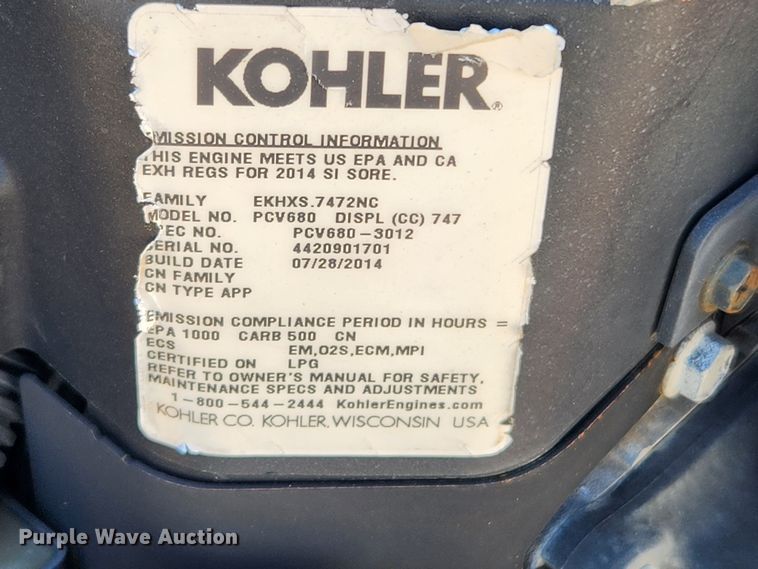 KOHLER®
EMISSION CONTROL INFORMATION
THIS ENGINE MEETS US EPA AND CA
EXH REGS FOR 2014 SI SORE.
FAMILY EKHXS.7472NC
MODEL NO. PCV680 DISPL (CC) 747
SPEC NO. PCV680-3012
SERIAL NO. 4420901701
BUILD DATE 07/28/2014
CN FAMILY
CN TYPE APP
EMISSION COMPLIANCE PERIOD IN HOURS =
EPA 1000 CARB 500 CN
ECS EM,O2S,ECM,MPI
CERTIFIED ON LPG
REFER TO OWNER'S MANUAL FOR SAFETY,
MAINTENANCE SPECS AND ADJUSTMENTS
1-800-544-2444 KohlerEngines.com
KOHLER CO. KOHLER, WISCONSIN USA
Purple Wave Auction